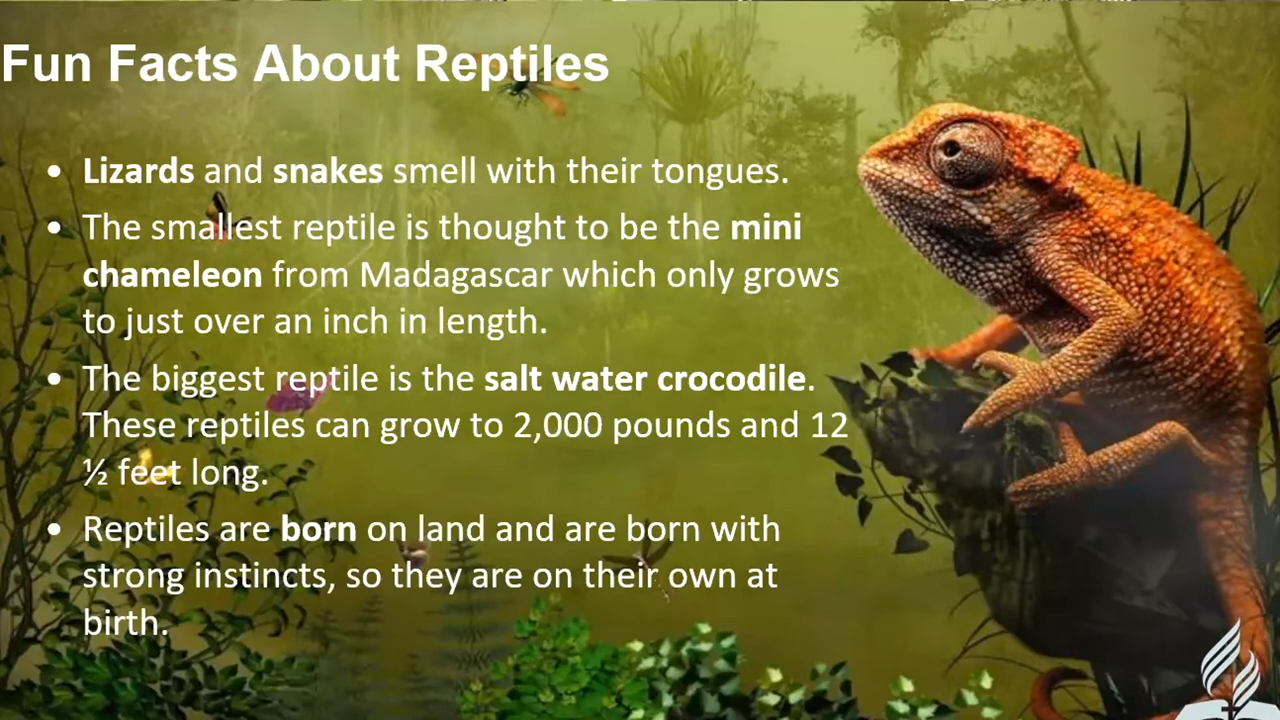 Fun Facts About Reptiles
• Lizards and snakes smell with their tongues.
• The smallest reptile is thought to be the mini
chameleon from Madagascar which only grows
to just over an inch in length.
• The biggest reptile is the salt water crocodile.
These reptiles can grow to 2,000 pounds and 12
½ feet long.
• Reptiles are born on land and are born with
strong instincts, so they are on their own at
birth.